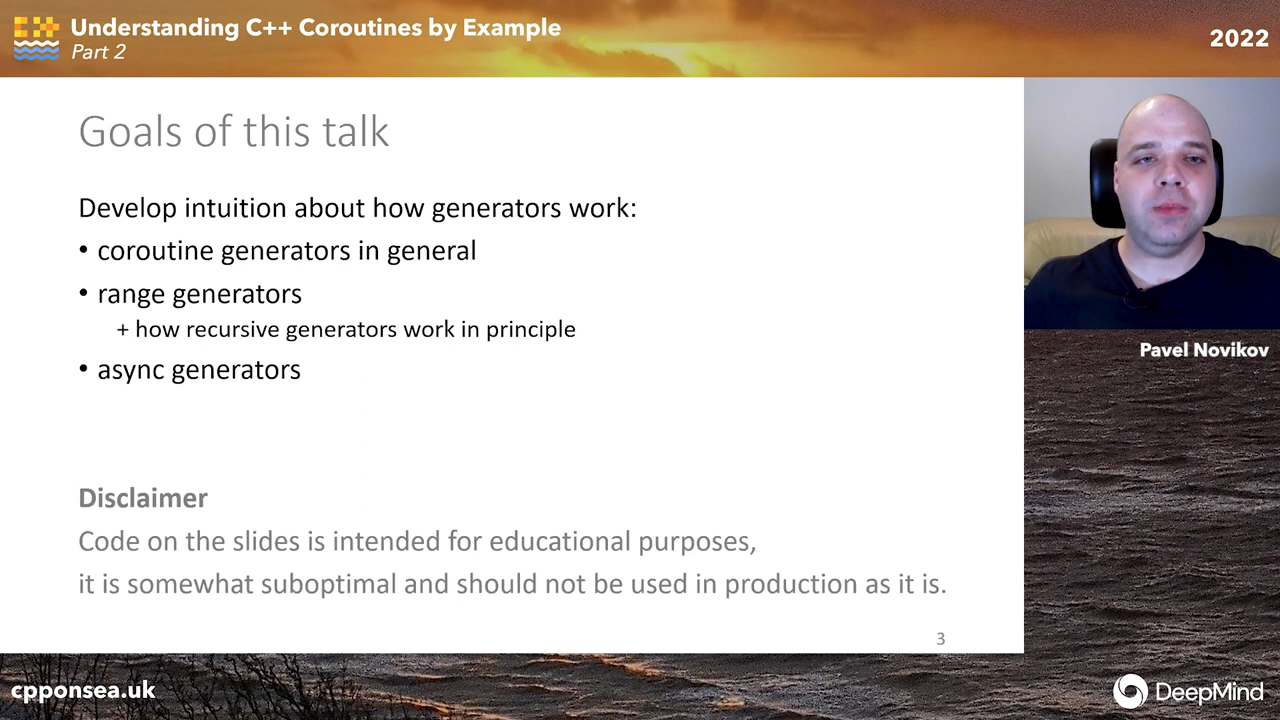 Understanding C++ Coroutines by Example
Part 2
2022
Goals of this talk
Develop intuition about how generators work:
• coroutine generators in general
• range generators
+ how recursive generators work in principle
• async generators
Disclaimer
Code on the slides is intended for educational purposes,
it is somewhat suboptimal and should not be used in production as it is.
3
Pavel Novikov
cpponsea.uk
DeepMind